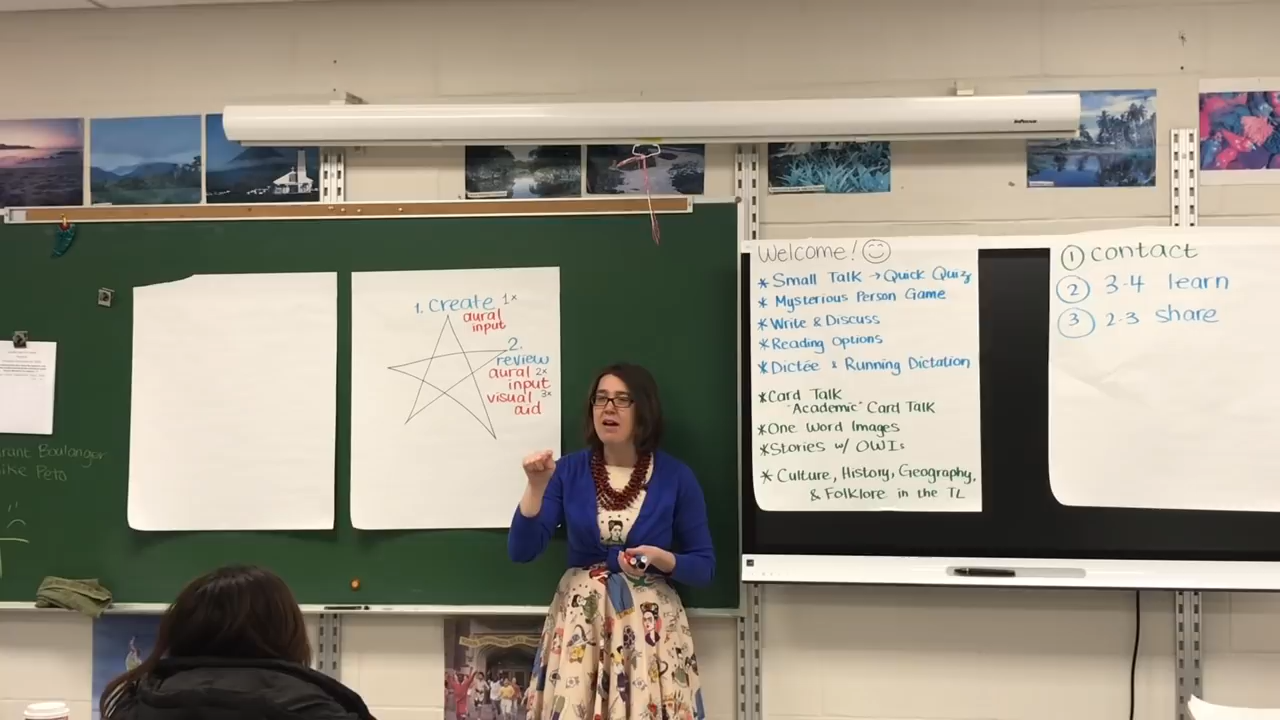 1. Create 1x
aural
input
2.
review
aural 2x
input
visual 3x
aid
Boulanger
Mike Peto
Welcome! ☺
* Small Talk → Quick Quiz
* Mysterious Person Game
* Write & Discuss
* Reading Options
* Dictée & Running Dictation
* Card Talk
"Academic" Card Talk
* One Word Images
* Stories w/ OWIs
* Culture, History, Geography,
& Folklore in the TL
① contact
② 3-4 learn
③ 2-3 share
InFocus